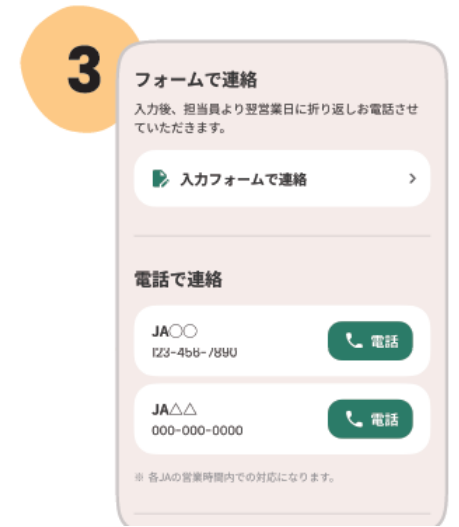 3
フォームで連絡
入力後、担当員より翌営業日に折り返しお電話させ
ていただきます。
入力フォームで連絡
電話で連絡
JA○○
123-456-7890
電話
JA△△
000-000-0000
電話
※ 各JAの営業時間内での対応になります。